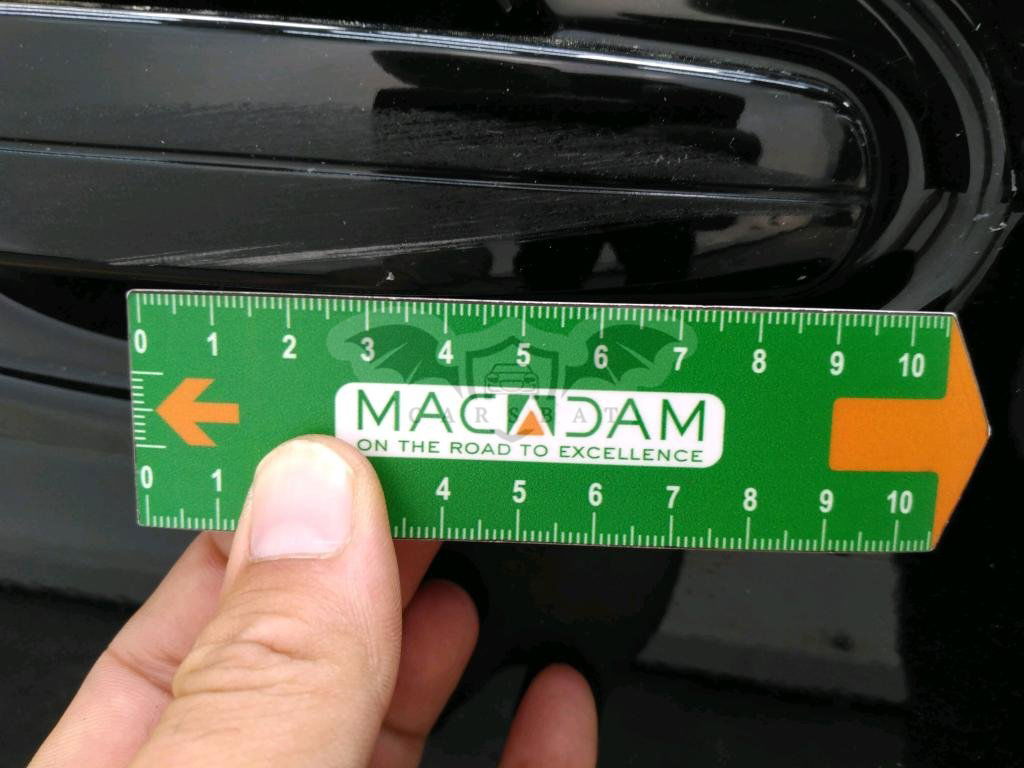 0 1 2 3 4 5 6 7 8 9 10
MACADAM
CARSBAT
ON THE ROAD TO EXCELLENCE
0 1 4 5 6 7 8 9 10